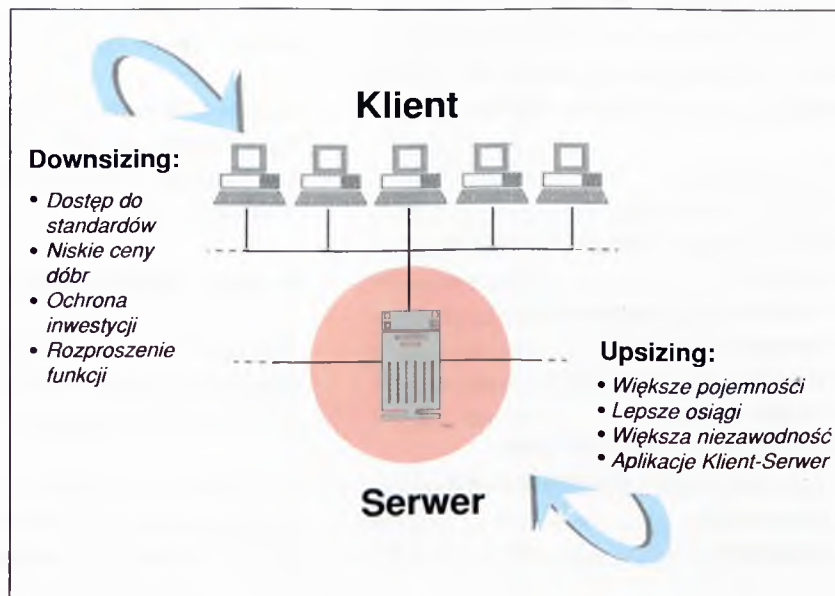 Klient
Downsizing:
• Dostęp do
standardów
• Niskie ceny
dóbr
• Ochrona
inwestycji
• Rozproszenie
funkcji
Upsizing:
• Większe pojemności
• Lepsze osiągi
• Większa niezawodność
• Aplikacje Klient-Serwer
Serwer